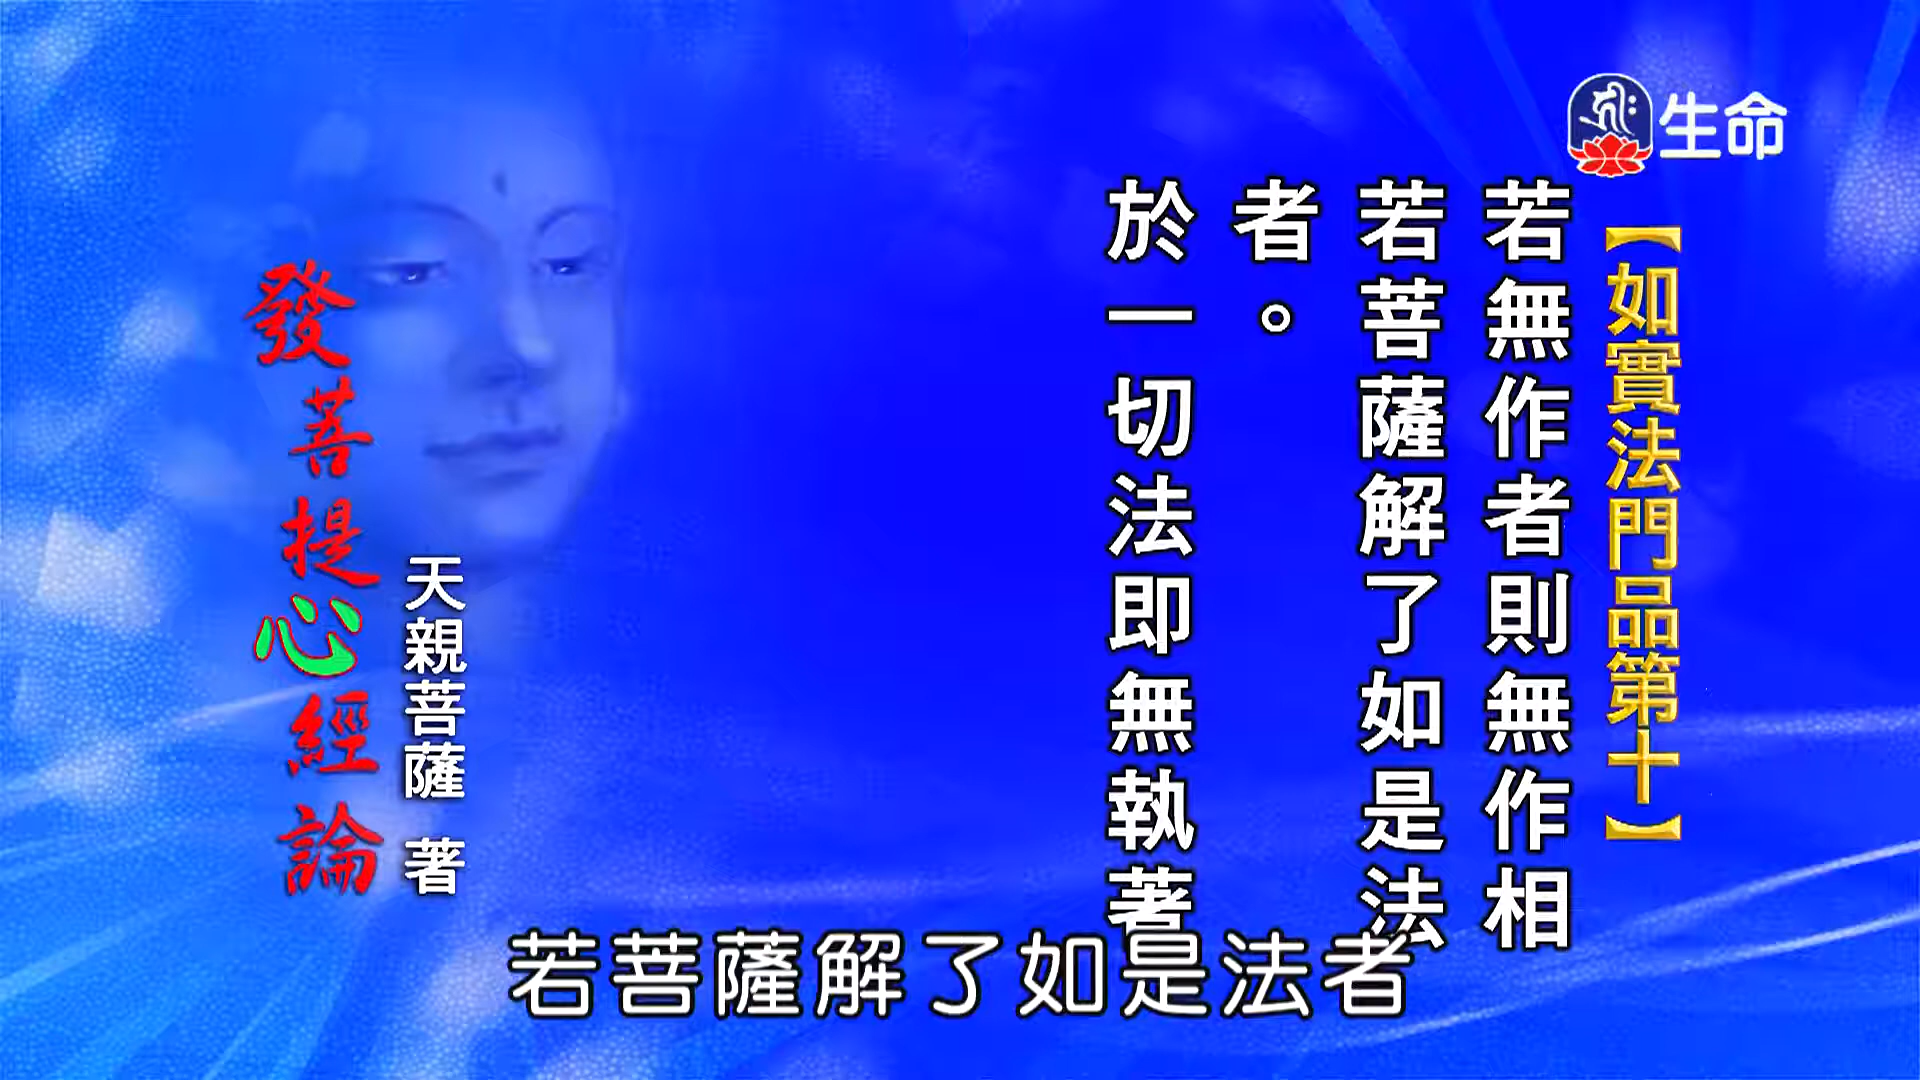 生命
【如實法門品第十】
若無作者則無作相
若菩薩解了如是法
者。
於一切法即無執著
天親菩薩 著
發菩提心經論
若菩薩解了如是法者